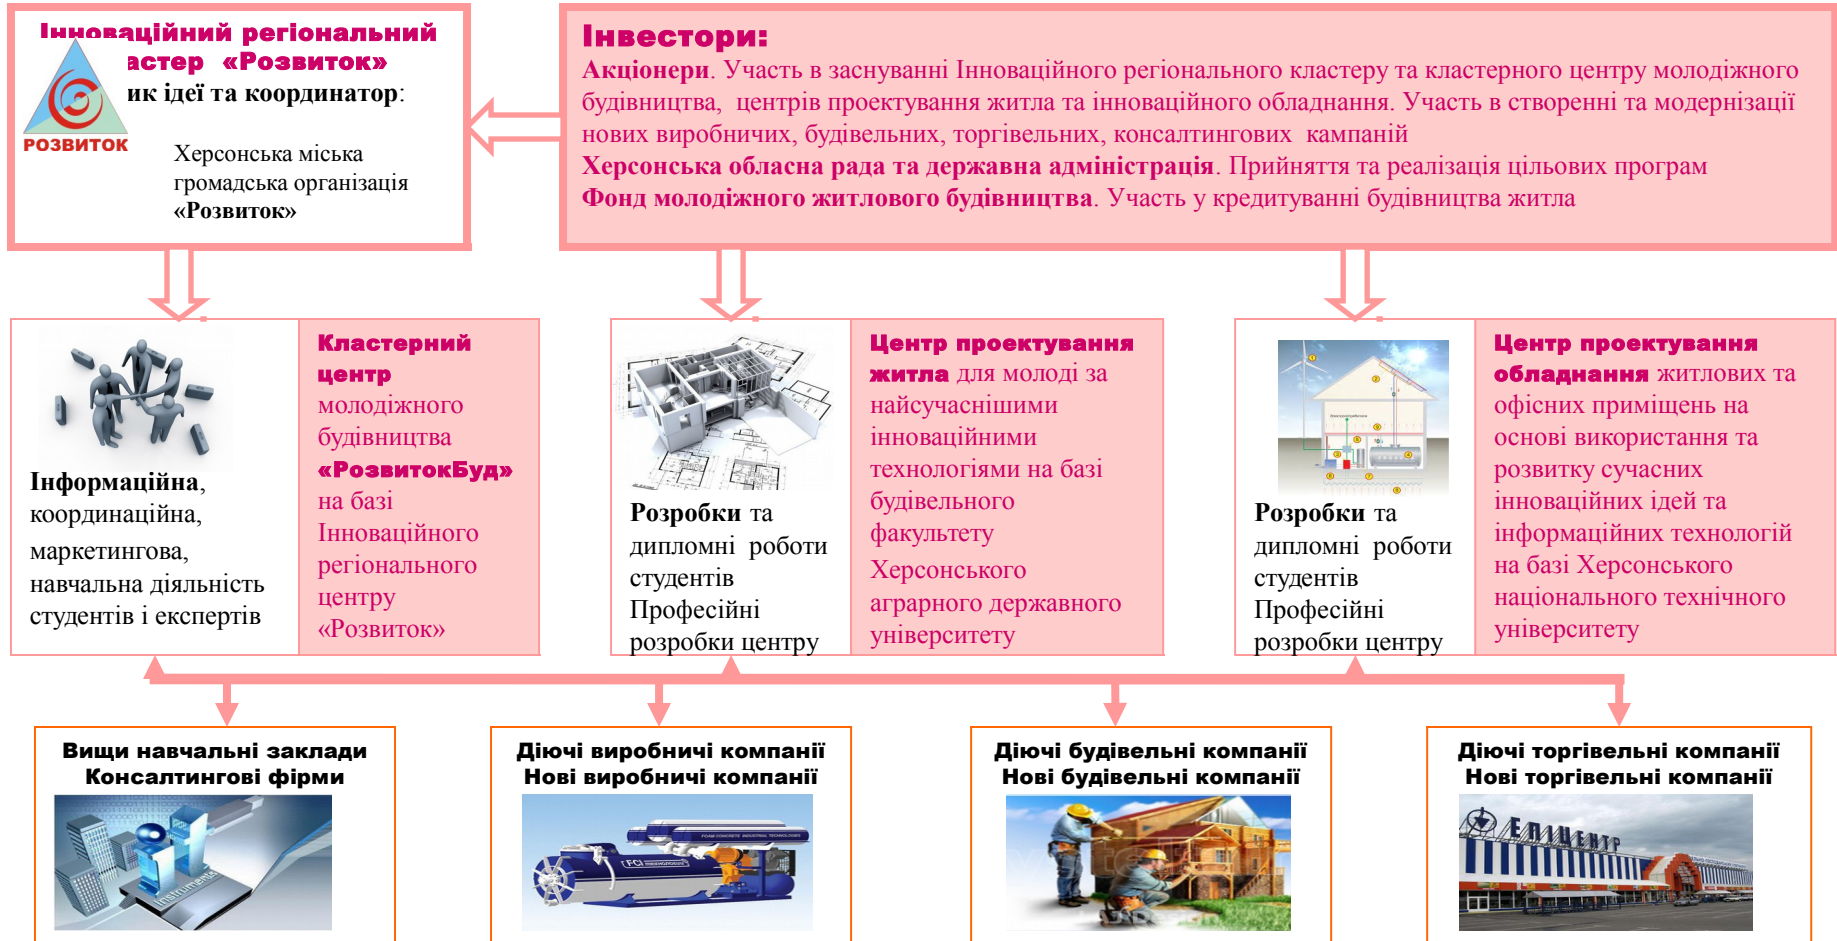 Інноваційний регіональний
астер «Розвиток»
ик ідеї та координатор:
РОЗВИТОК
Херсонська міська
громадська організація
«Розвиток»
Інвестори:
Акціонери. Участь в заснуванні Інноваційного регіонального кластеру та кластерного центру молодіжного
будівництва, центрів проектування житла та інноваційного обладнання. Участь в створенні та модернізації
нових виробничих, будівельних, торгівельних, консалтингових кампаній
Херсонська обласна рада та державна адміністрація. Прийняття та реалізація цільових програм
Фонд молодіжного житлового будівництва. Участь у кредитуванні будівництва житла
Інформаційна,
координаційна,
маркетингова,
навчальна діяльність
студентів і експертів
Кластерний
центр
молодіжного
будівництва
«РозвитокБуд»
на базі
Інноваційного
регіонального
центру
«Розвиток»
Розробки та
дипломні роботи
студентів
Професійні
розробки центру
Центр проектування
житла для молоді за
найсучаснішими
інноваційними
технологіями на базі
будівельного
факультету
Херсонського
аграрного державного
університету
Розробки та
дипломні роботи
студентів
Професійні
розробки центру
Центр проектування
обладнання житлових та
офісних приміщень на
основі використання та
розвитку сучасних
інноваційних ідей та
інформаційних технологій
на базі Херсонського
національного технічного
університету
Вищи навчальні заклади
Консалтингові фірми
Instruments
Діючі виробничі компанії
Нові виробничі компанії
FOAM CONCRETE INDUSTRIAL TECHNOLOGIES
FCI
Діючі будівельні компанії
Нові будівельні компанії
Діючі торгівельні компанії
Нові торгівельні компанії
ЕПІЦЕНТР